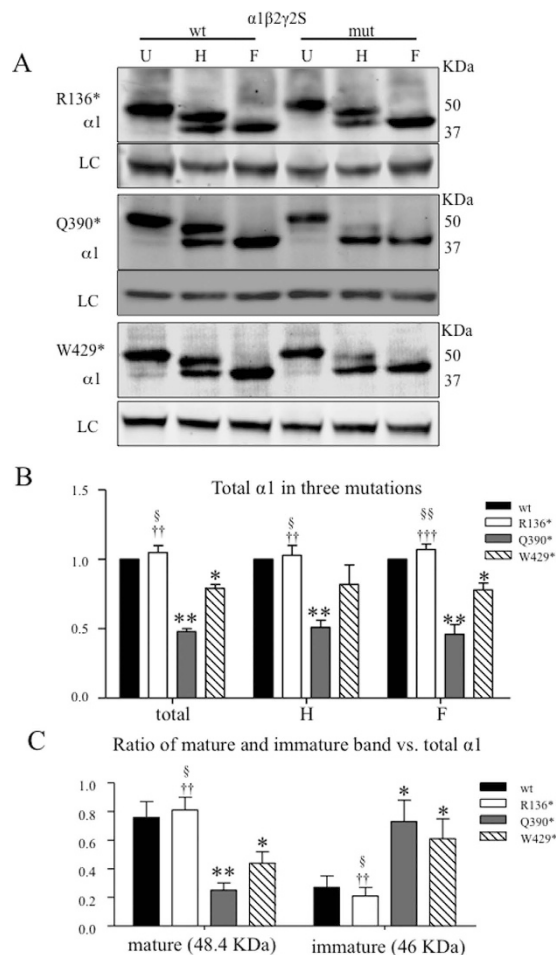 α1β2γ2S
wt mut
A
U H F U H F
KDa
R136*
50
α1
37
LC
KDa
Q390*
50
α1
37
LC
KDa
W429*
50
α1
37
LC
B
Total α1 in three mutations
1.5
1.0
0.5
0.0
§
††
**
*
§
††
**
§§
†††
**
*
wt
R136*
Q390*
W429*
total H F
C
Ratio of mature and immature band vs. total α1
0.8
0.6
0.4
0.2
0.0
§
††
**
*
§
††
*
*
wt
R136*
Q390*
W429*
mature (48.4 KDa) immature (46 KDa)